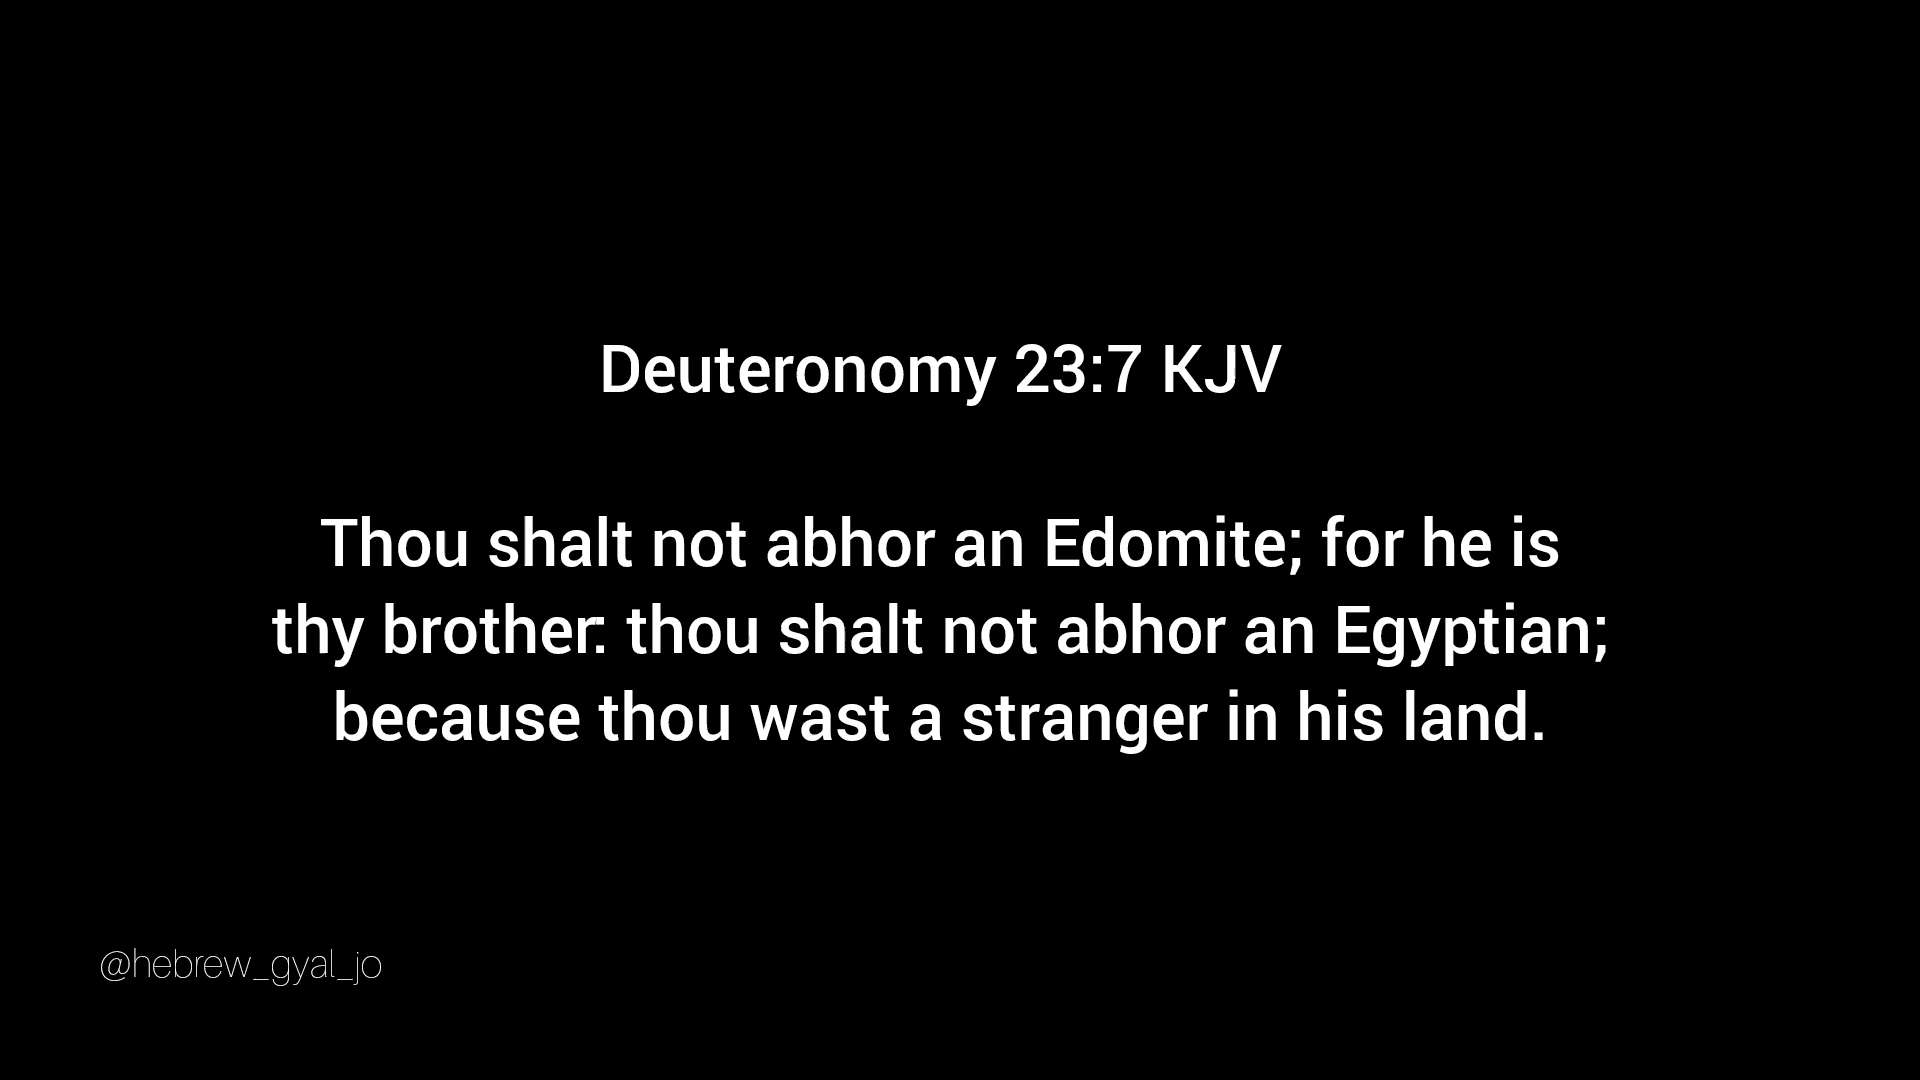 Deuteronomy 23:7 KJV
Thou shalt not abhor an Edomite; for he is
thy brother: thou shalt not abhor an Egyptian;
because thou wast a stranger in his land.
@hebrew_gyal_jo